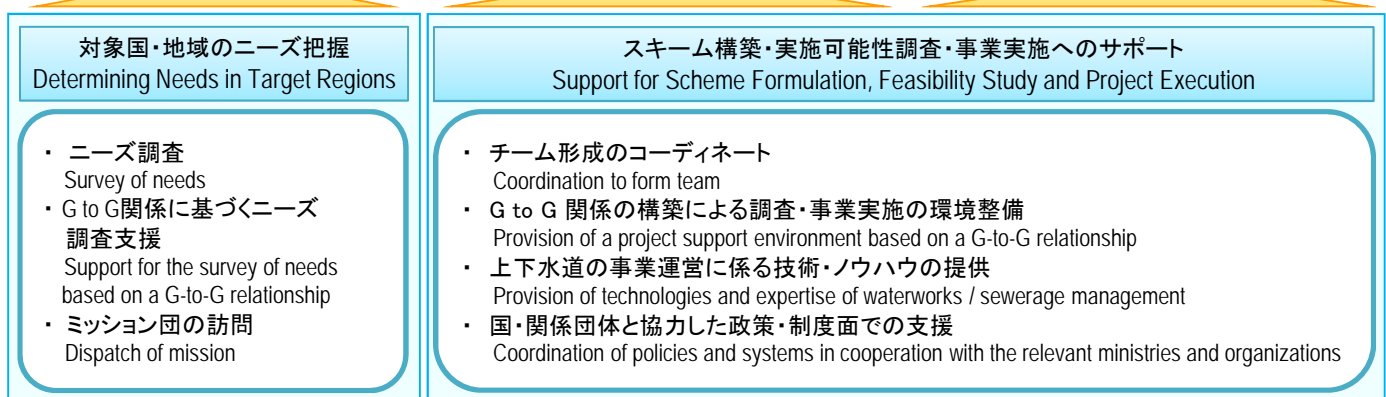 対象国・地域のニーズ把握
Determining Needs in Target Regions
・ ニーズ調査
Survey of needs
・ G to G関係に基づくニーズ
調査支援
Support for the survey of needs
based on a G-to-G relationship
・ ミッション団の訪問
Dispatch of mission
スキーム構築・実施可能性調査・事業実施へのサポート
Support for Scheme Formulation, Feasibility Study and Project Execution
・ チーム形成のコーディネート
Coordination to form team
・ G to G 関係の構築による調査・事業実施の環境整備
Provision of a project support environment based on a G-to-G relationship
・ 上下水道の事業運営に係る技術・ノウハウの提供
Provision of technologies and expertise of waterworks / sewerage management
・ 国・関係団体と協力した政策・制度面での支援
Coordination of policies and systems in cooperation with the relevant ministries and organizations